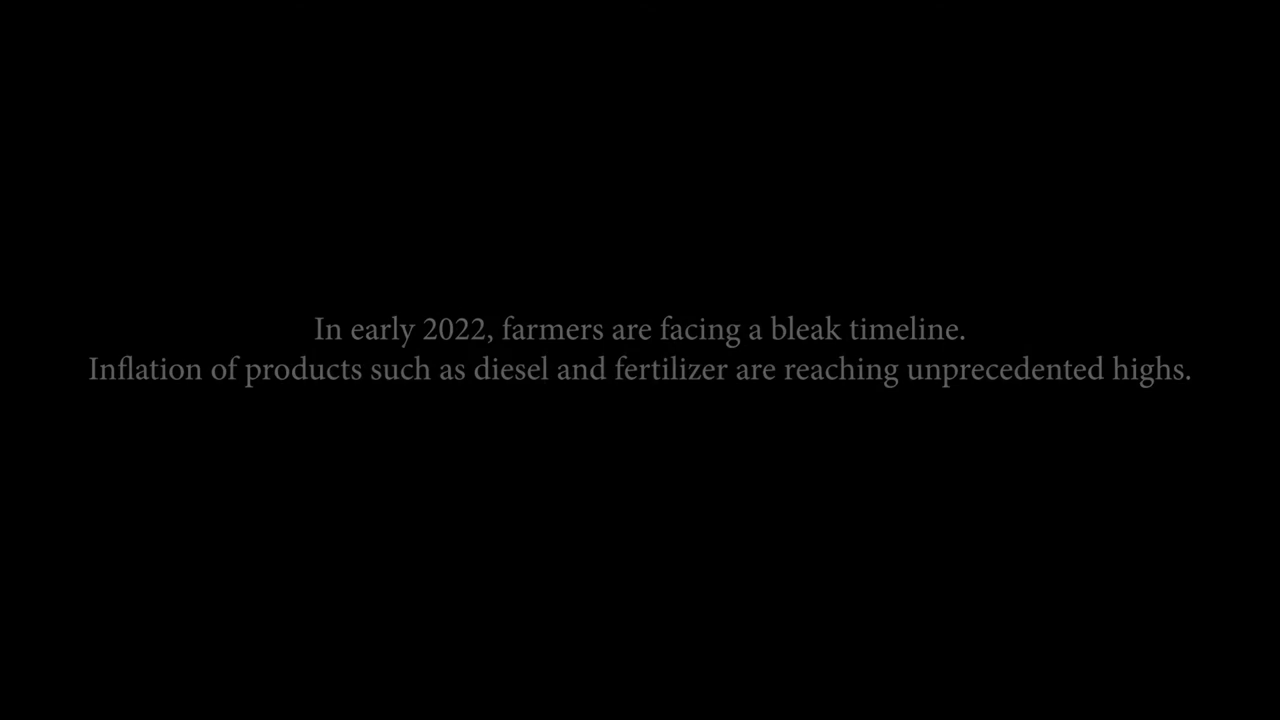 In early 2022, farmers are facing a bleak timeline.
Inflation of products such as diesel and fertilizer are reaching unprecedented highs.